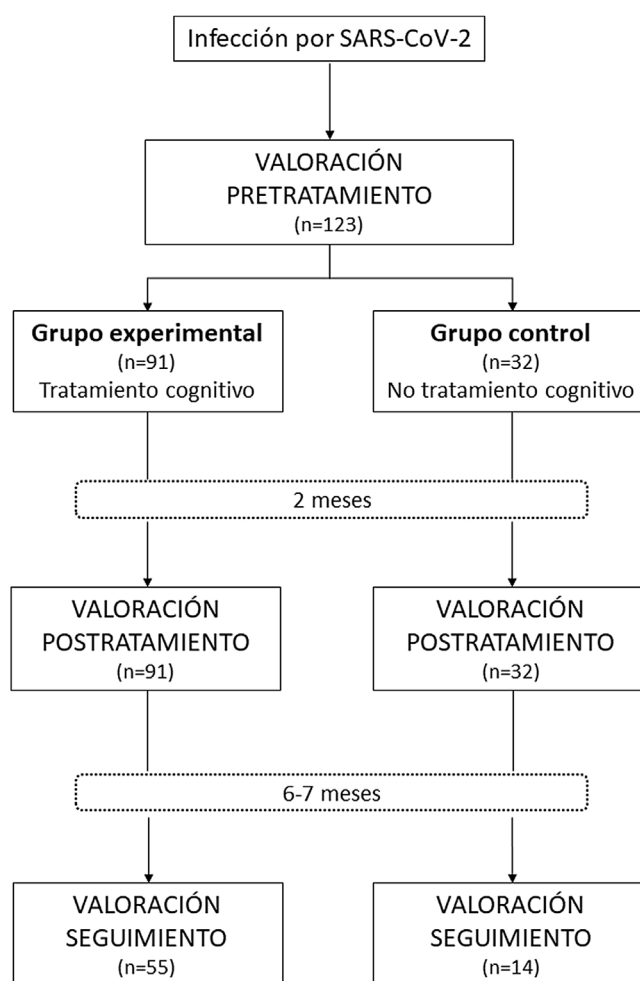 Infección por SARS-CoV-2
VALORACIÓN
PRETRATAMIENTO
(n=123)
Grupo experimental
(n=91)
Tratamiento cognitivo
Grupo control
(n=32)
No tratamiento cognitivo
2 meses
VALORACIÓN
POSTRATAMIENTO
(n=91)
VALORACIÓN
POSTRATAMIENTO
(n=32)
6-7 meses
VALORACIÓN
SEGUIMIENTO
(n=55)
VALORACIÓN
SEGUIMIENTO
(n=14)